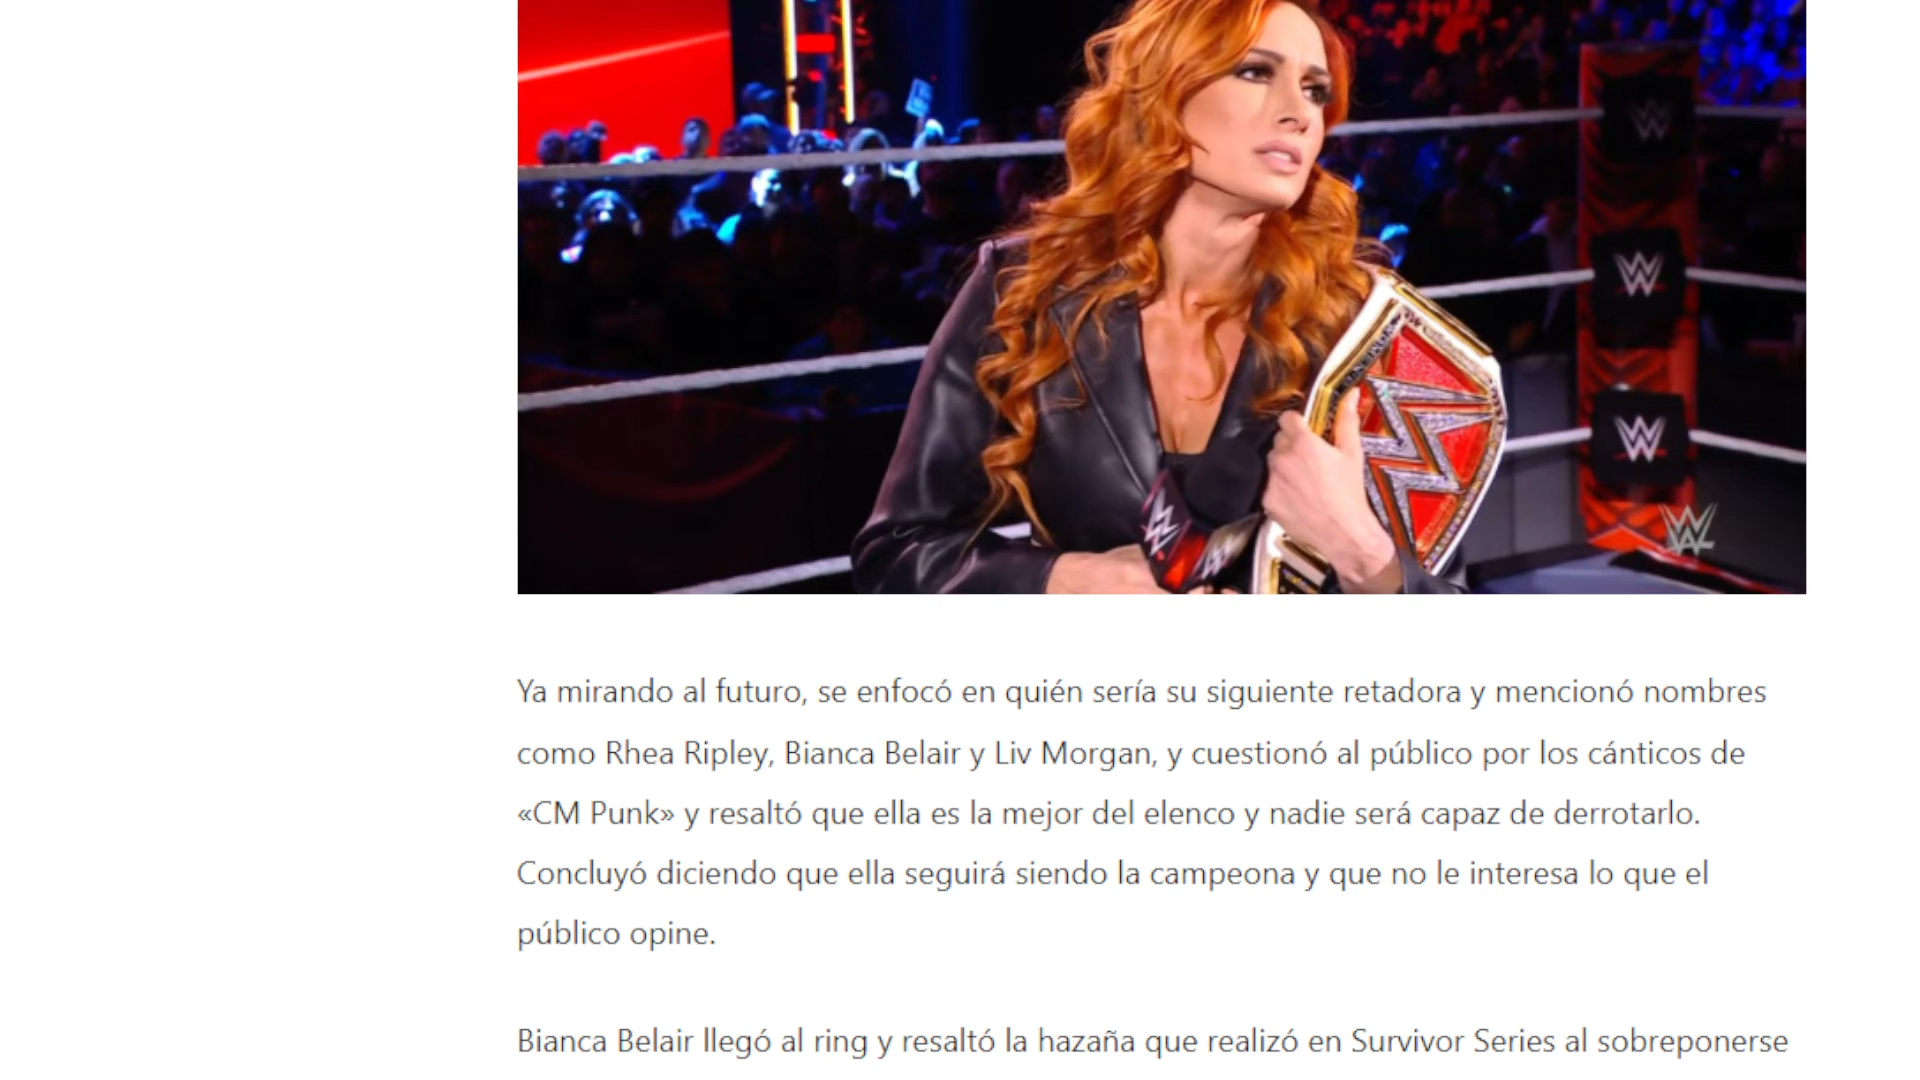 Ya mirando al futuro, se enfocó en quién sería su siguiente retadora y mencionó nombres
como Rhea Ripley, Bianca Belair y Liv Morgan, y cuestionó al público por los cánticos de
«CM Punk» y resaltó que ella es la mejor del elenco y nadie será capaz de derrotarlo.
Concluyó diciendo que ella seguirá siendo la campeona y que no le interesa lo que el
público opine.
Bianca Belair llegó al ring y resaltó la hazaña que realizó en Survivor Series al sobreponerse